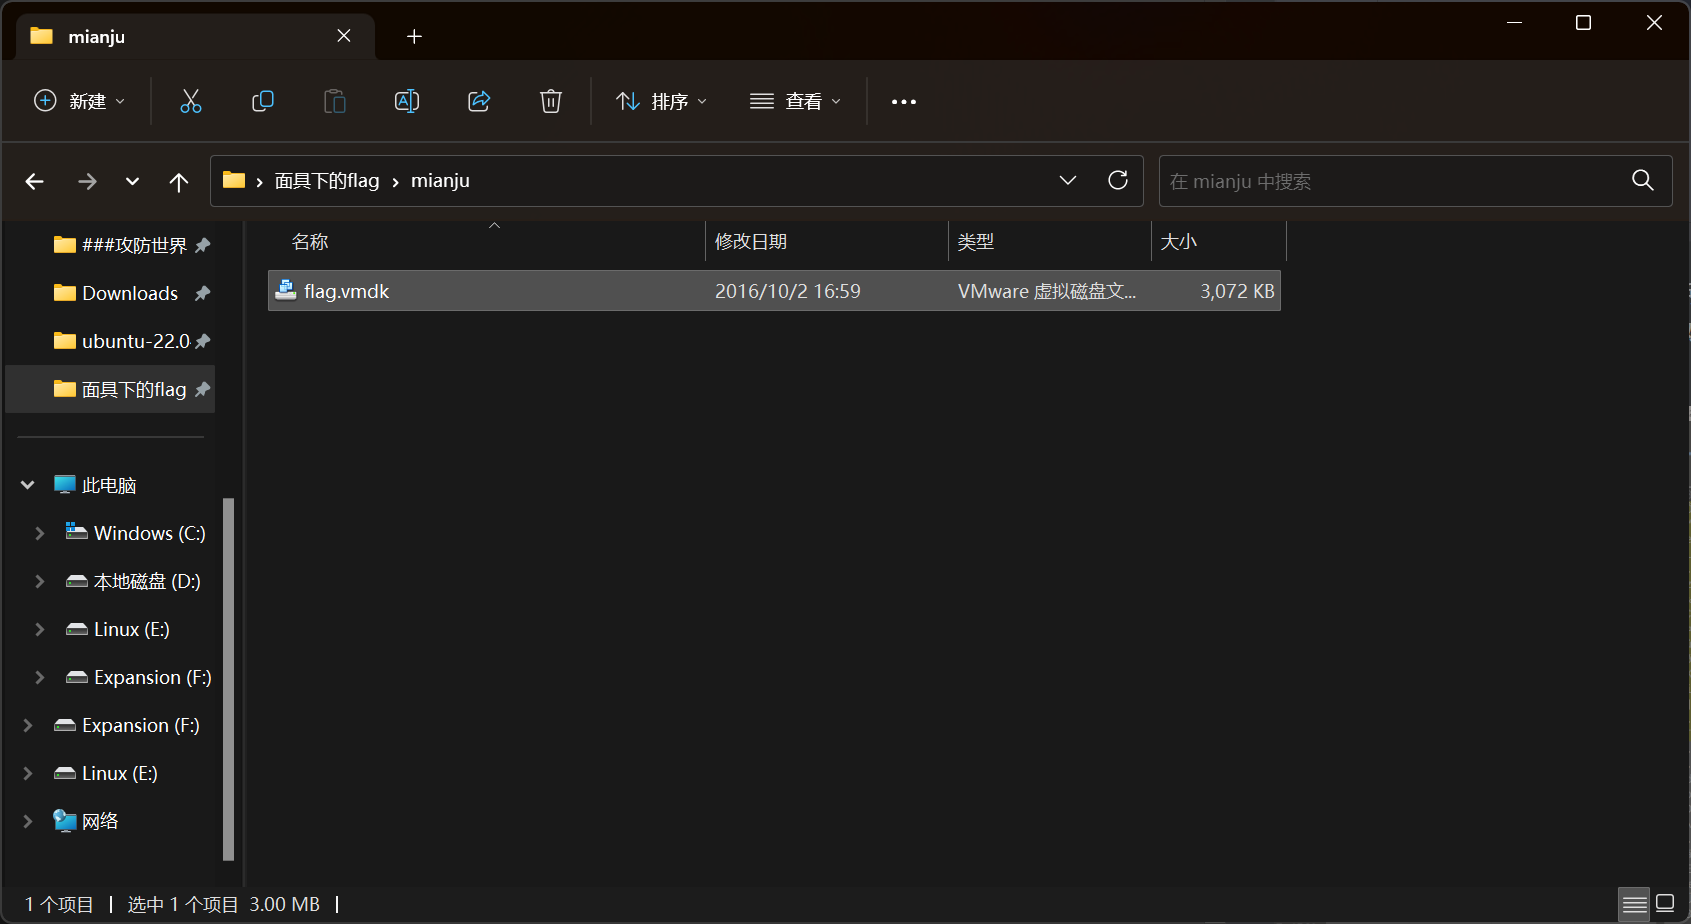 mianju
新建
排序
查看
面具下的flag
mianju
在 mianju 中搜索
###攻防世界
Downloads
ubuntu-22.0
面具下的flag
此电脑
Windows (C:)
本地磁盘 (D:)
Linux (E:)
Expansion (F:)
Expansion (F:)
Linux (E:)
网络
名称 修改日期 类型 大小
flag.vmdk 2016/10/2 16:59 VMware 虚拟磁盘文... 3,072 KB
1 个项目 选中 1 个项目 3.00 MB